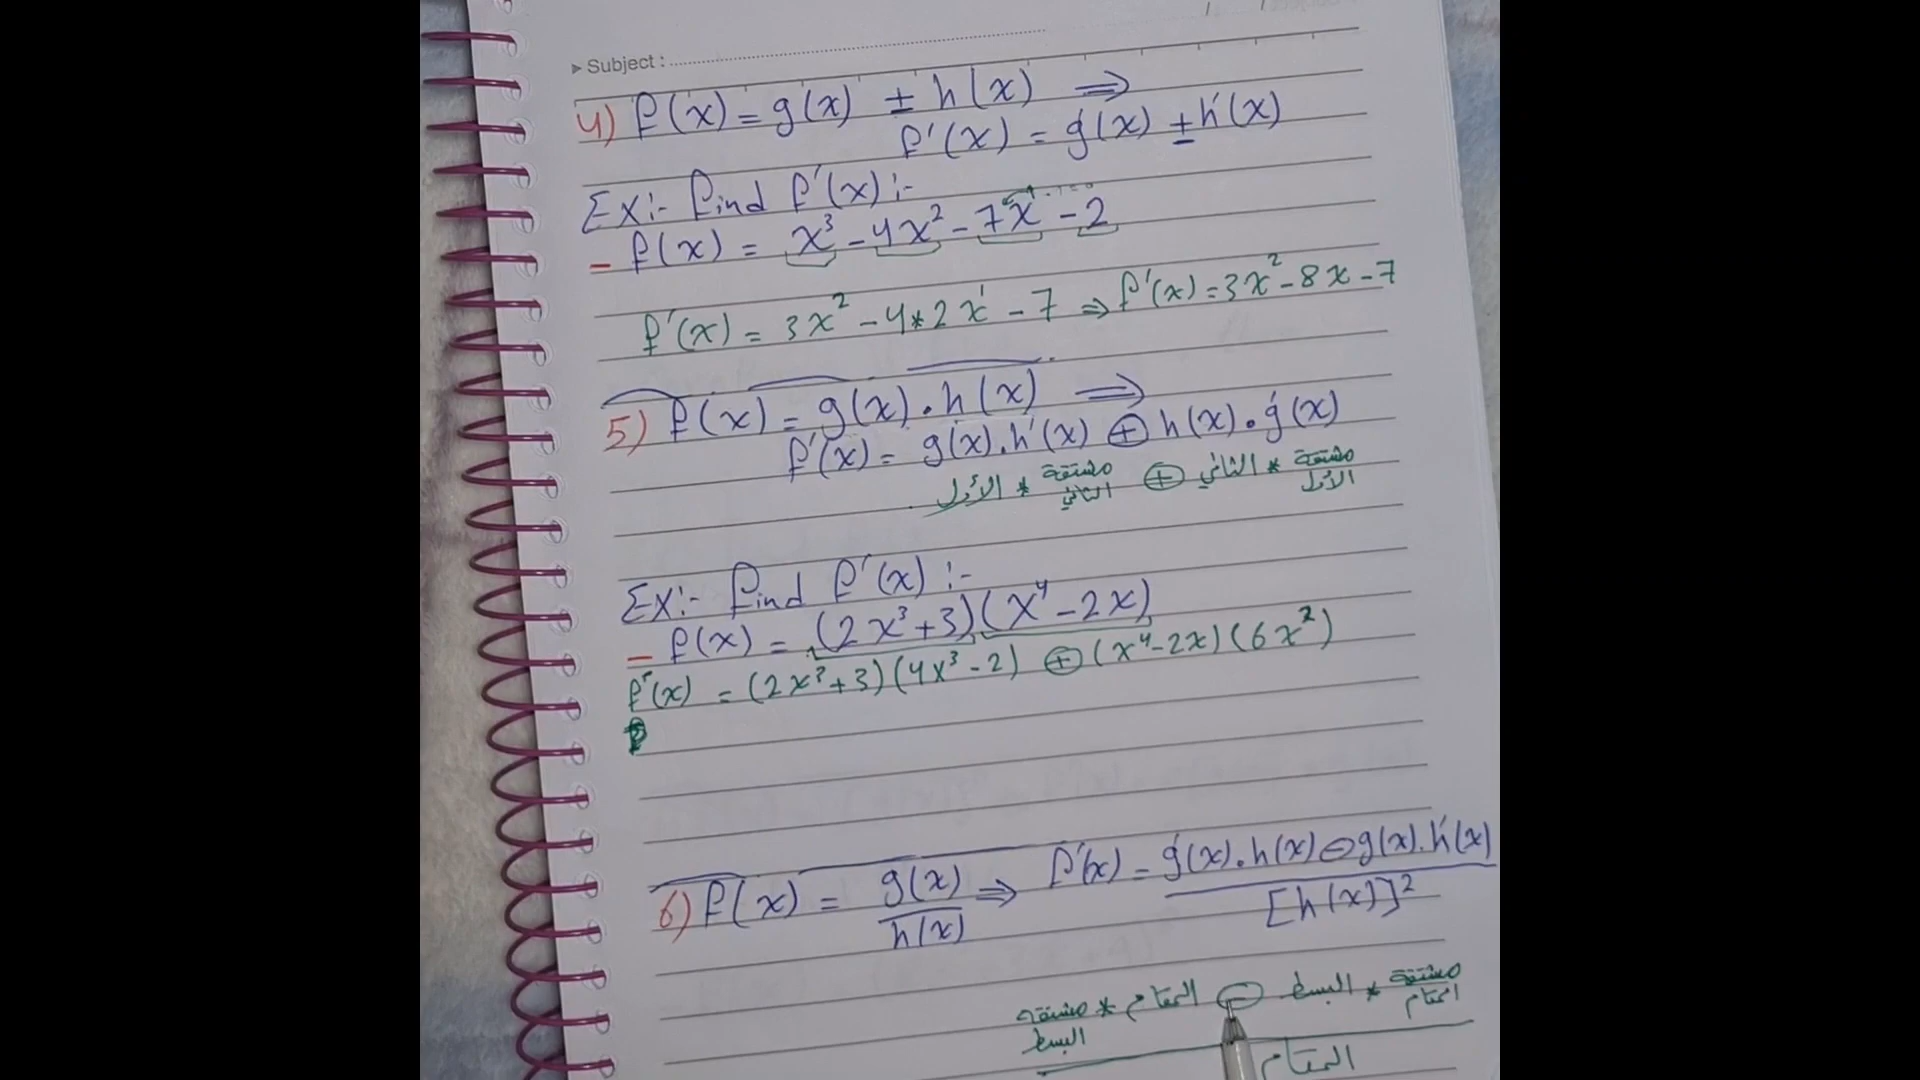 Subject :
4) f(x) = g(x) ± h(x) ⇒
f'(x) = g'(x) ± h'(x)
Ex:- find f'(x) :-
- f(x) = x³ - 4x² - 7x - 2
f'(x) = 3x² - 4*2x¹ - 7 ⇒ f'(x) = 3x² - 8x - 7
5) f(x) = g(x) . h(x) ⇒
f'(x) = g(x) . h'(x) ⊕ h(x) . g'(x)
الأول * مشتقة الثاني ⊕ الثاني * مشتقة الأول
Ex:- find f'(x) :-
- f(x) = (2x³+3)(x⁴-2x)
f'(x) = (2x³+3)(4x³-2) ⊕ (x⁴-2x)(6x²)
6) f(x) = g(x)/h(x) ⇒ f'(x) = g'(x).h(x) ⊖ g(x).h'(x)/[h(x)]²
مشتقة البسط * المقام ⊖ البسط * مشتقة المقام
المقام